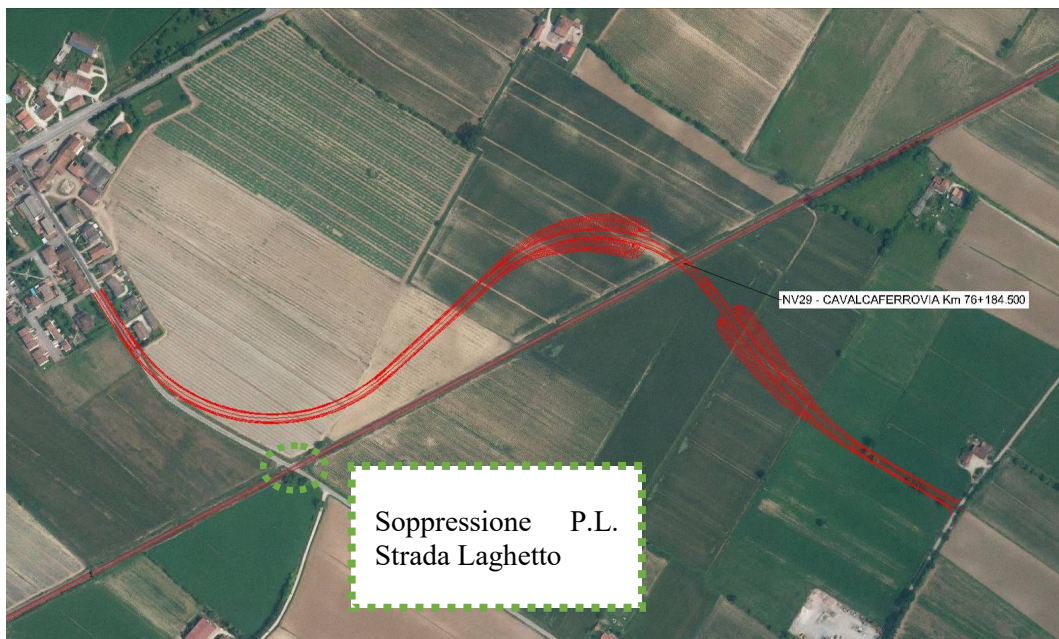 NV29 - CAVALCAFERROVIA Km 76+184.500
Soppressione P.L.
Strada Laghetto